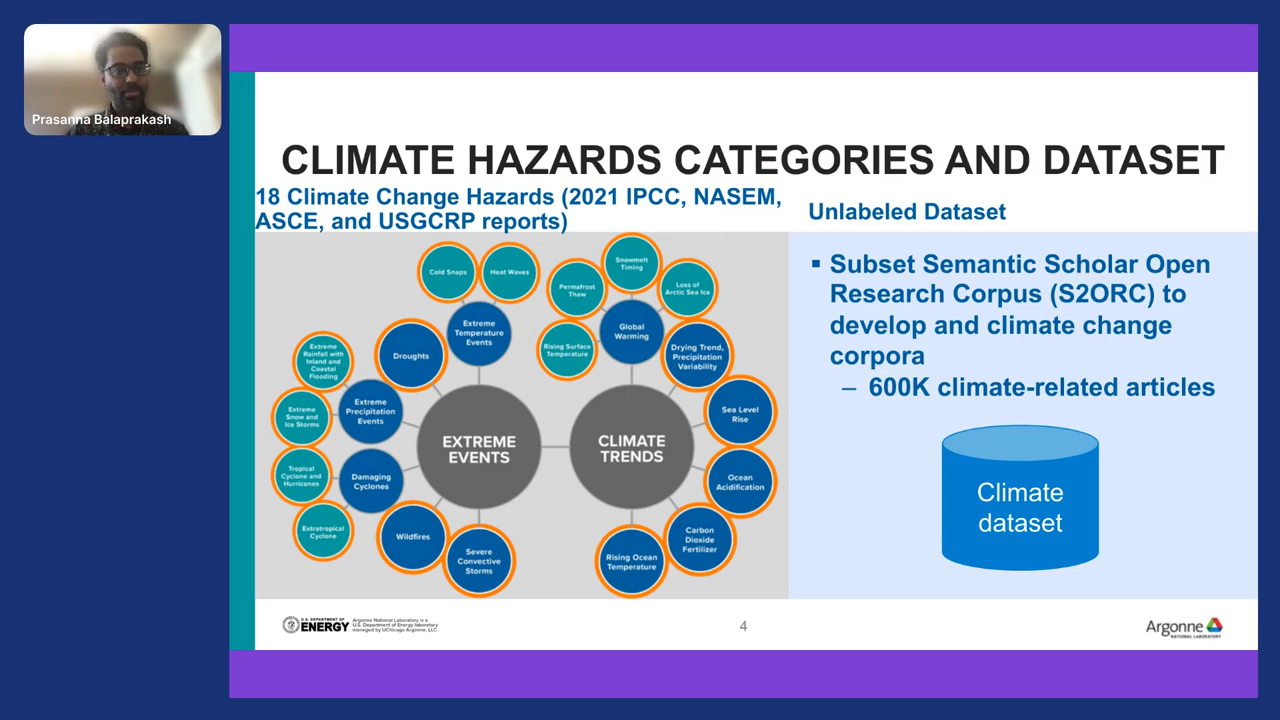 Prasanna Balaprakash
CLIMATE HAZARDS CATEGORIES AND DATASET
18 Climate Change Hazards (2021 IPCC, NASEM,
ASCE, and USGCRP reports)
Unlabeled Dataset
Cold Snaps
Heat Waves
Extreme
Temperature
Events
Droughts
Extreme
Rainfall with
Inland and
Coastal
Flooding
Extreme
Precipitation
Events
Extreme
Snow and
Ice Storms
Tropical
Cyclone and
Hurricanes
Damaging
Cyclones
Extratropical
Cyclone
Wildfires
Severe
Convective
Storms
EXTREME
EVENTS
CLIMATE
TRENDS
Snowmelt
Timing
Permafrost
Thaw
Loss of
Arctic Sea Ice
Global
Warming
Rising Surface
Temperature
Drying Trend,
Precipitation
Variability
Sea Level
Rise
Ocean
Acidification
Carbon
Dioxide
Fertilizer
Rising Ocean
Temperature
▪ Subset Semantic Scholar Open
Research Corpus (S2ORC) to
develop and climate change
corpora
– 600K climate-related articles
Climate
dataset
U.S. DEPARTMENT OF
ENERGY
Argonne National Laboratory is a
U.S. Department of Energy laboratory
managed by UChicago Argonne, LLC.
4
Argonne
NATIONAL LABORATORY